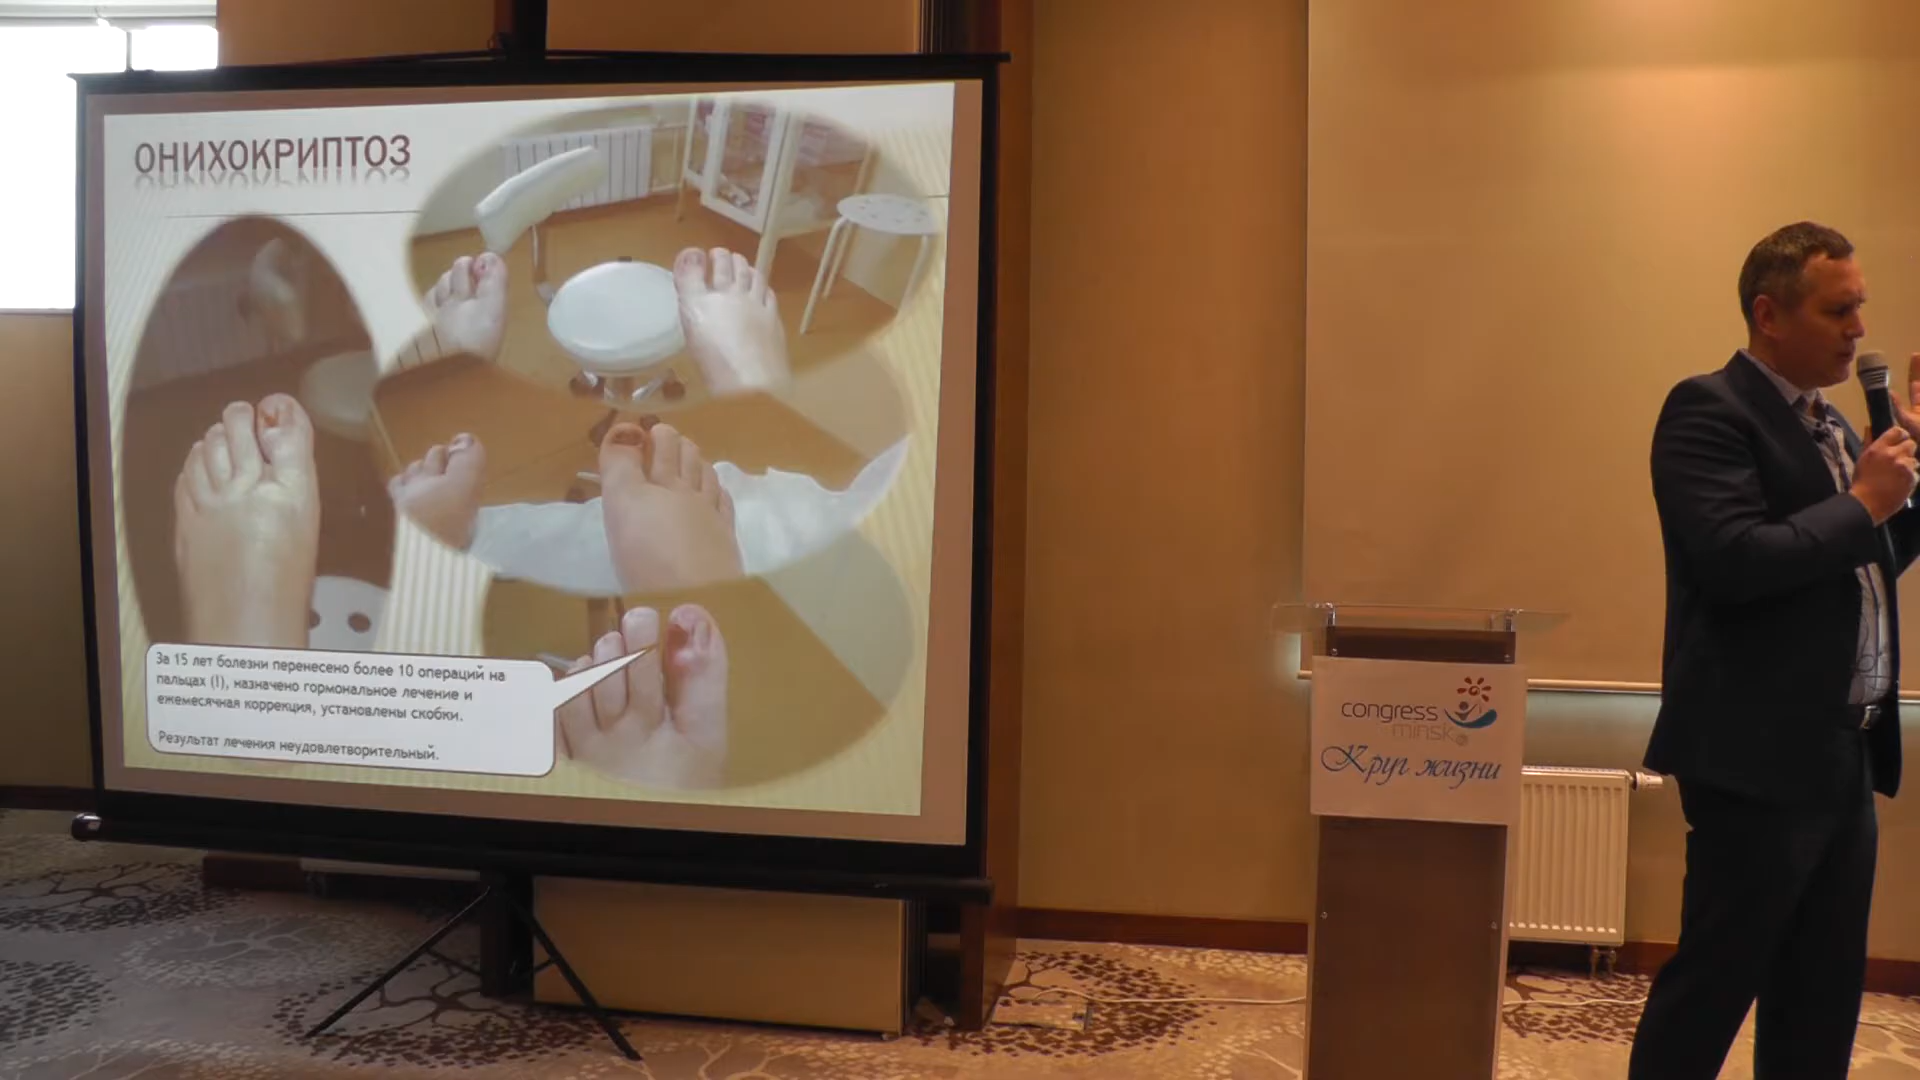 ОНИХОКРИПТОЗ
За 15 лет болезни перенесено более 10 операций на
пальцах (!), назначено гормональное лечение и
ежемесячная коррекция, установлены скобки.
Результат лечения неудовлетворительный.
congress
minsk
Круг жизни